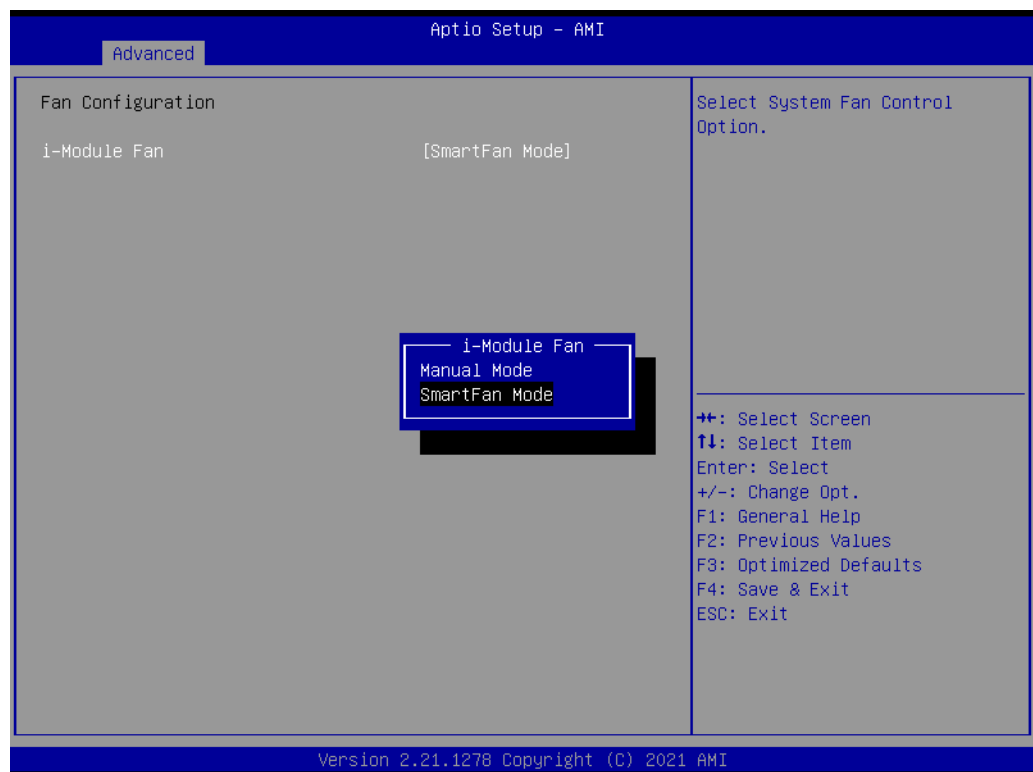 Aptio Setup – AMI
Advanced
Fan Configuration
i-Module Fan [SmartFan Mode]
Select System Fan Control
Option.
i-Module Fan
Manual Mode
SmartFan Mode
→←: Select Screen
↑↓: Select Item
Enter: Select
+/-: Change Opt.
F1: General Help
F2: Previous Values
F3: Optimized Defaults
F4: Save & Exit
ESC: Exit
Version 2.21.1278 Copyright (C) 2021 AMI